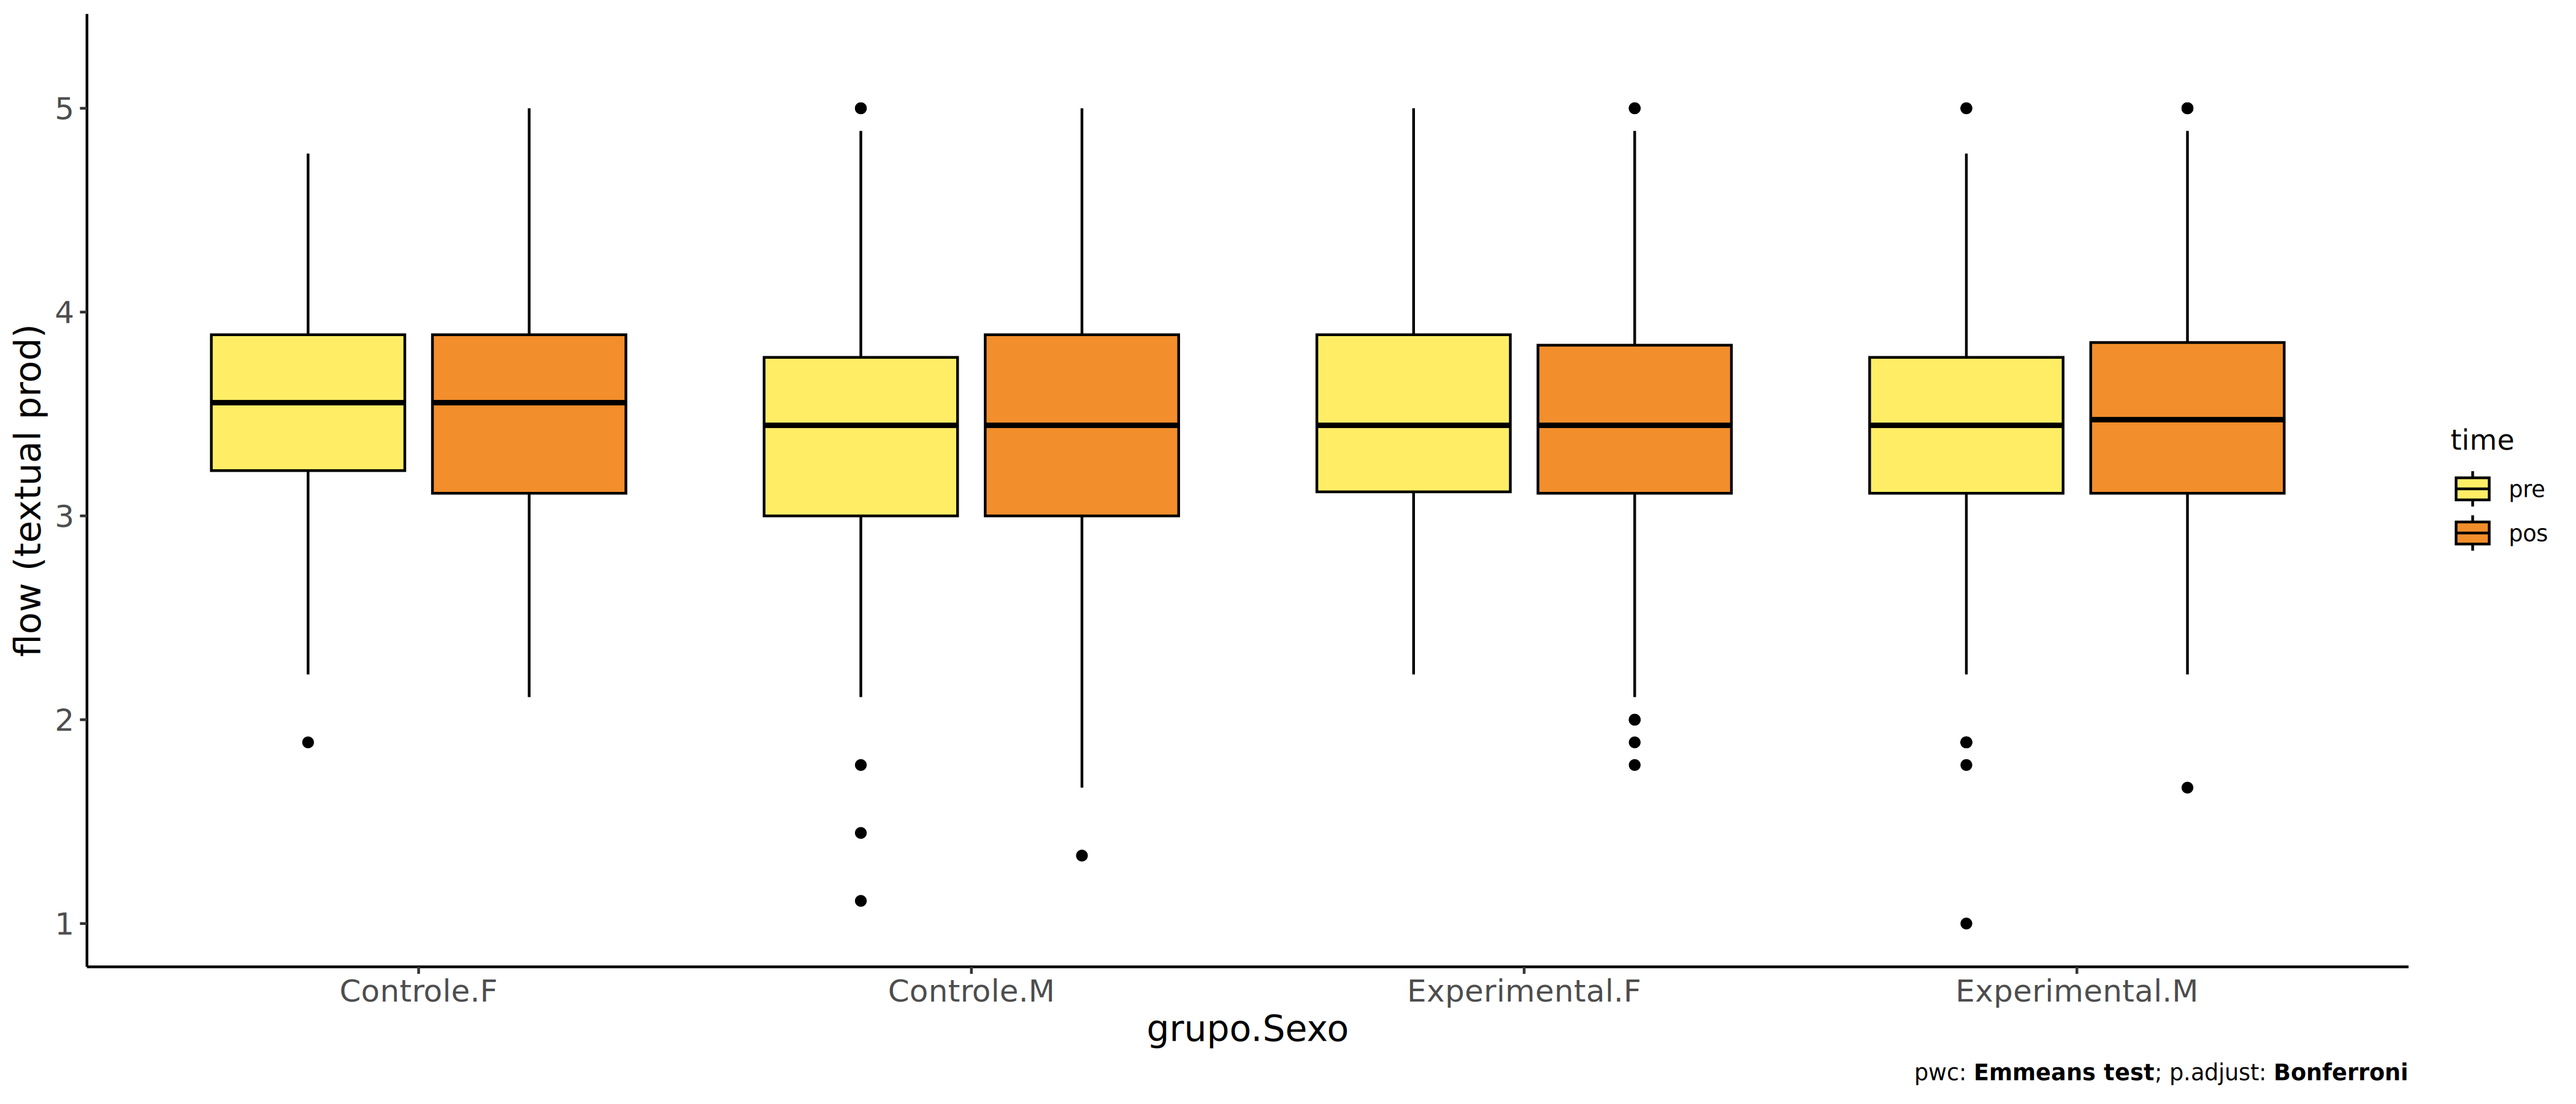 flow (textual prod)
5
4
3
2
1
Controle.F
Controle.M
Experimental.F
Experimental.M
grupo.Sexo
time
pre
pos
pwc: Emmeans test; p.adjust: Bonferroni